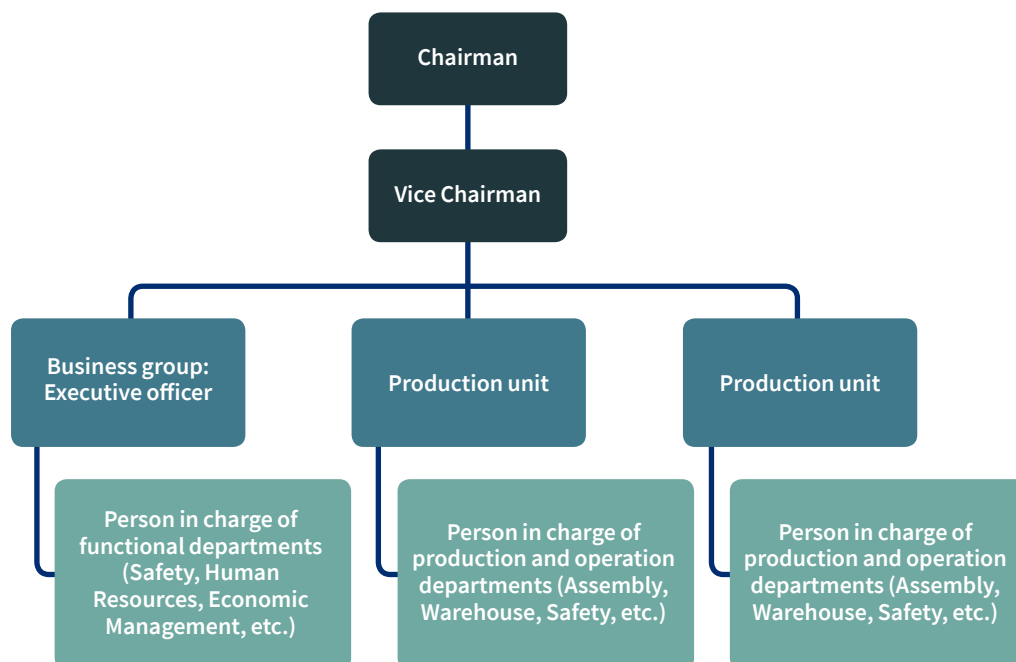 Chairman
Vice Chairman
Business group:
Executive officer
Production unit
Production unit
Person in charge of
functional departments
(Safety, Human
Resources, Economic
Management, etc.)
Person in charge of
production and operation
departments (Assembly,
Warehouse, Safety, etc.)
Person in charge of
production and operation
departments (Assembly,
Warehouse, Safety, etc.)